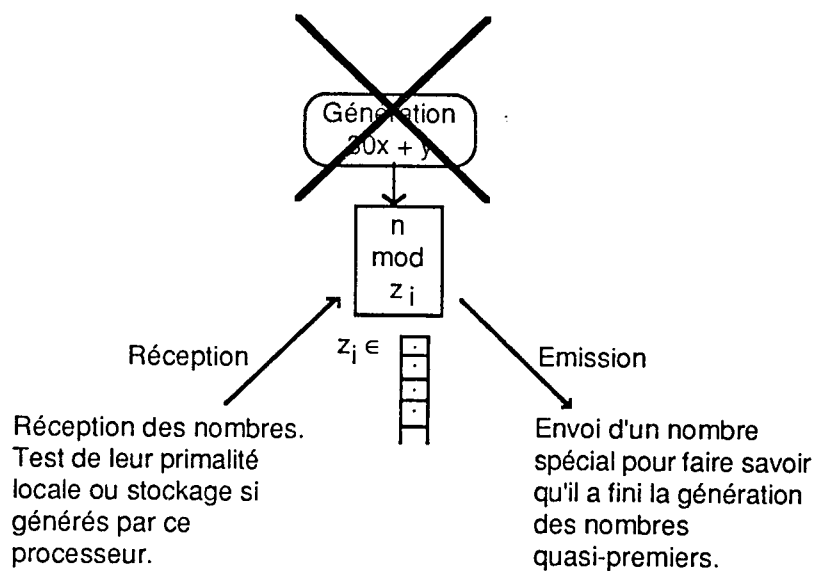 Génération
30x + y
n
mod
z i
zi ∈
Réception
Emission
Réception des nombres.
Test de leur primalité
locale ou stockage si
générés par ce
processeur.
Envoi d'un nombre
spécial pour faire savoir
qu'il a fini la génération
des nombres
quasi-premiers.